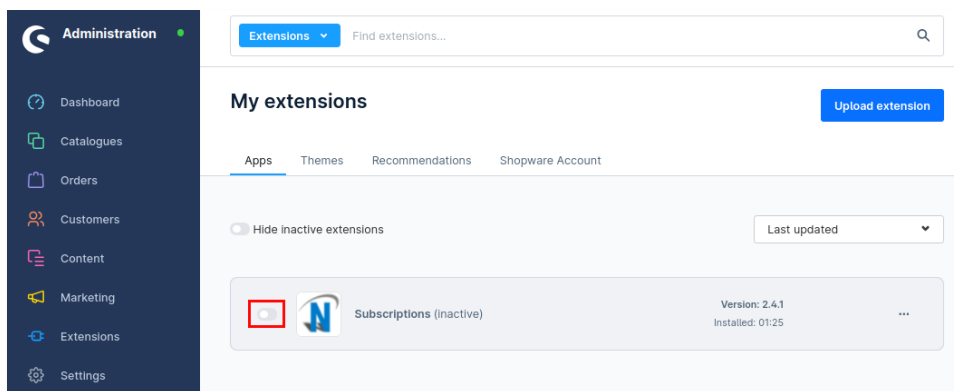 Administration
Dashboard
Catalogues
Orders
Customers
Content
Marketing
Extensions
Settings
Extensions
Find extensions...
My extensions
Upload extension
Apps
Themes
Recommendations
Shopware Account
Hide inactive extensions
Last updated
N
Subscriptions (inactive)
Version: 2.4.1
Installed: 01:25